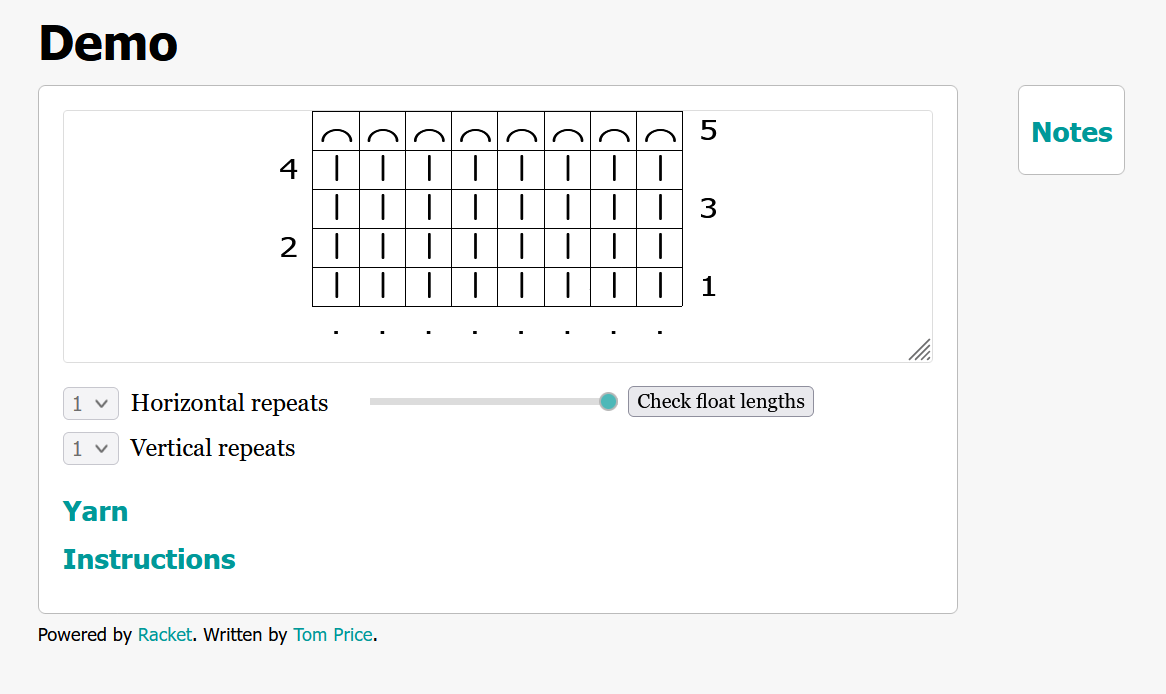 Demo
Notes
5
4
3
2
1
1 Horizontal repeats Check float lengths
1 Vertical repeats
Yarn
Instructions
Powered by Racket. Written by Tom Price.